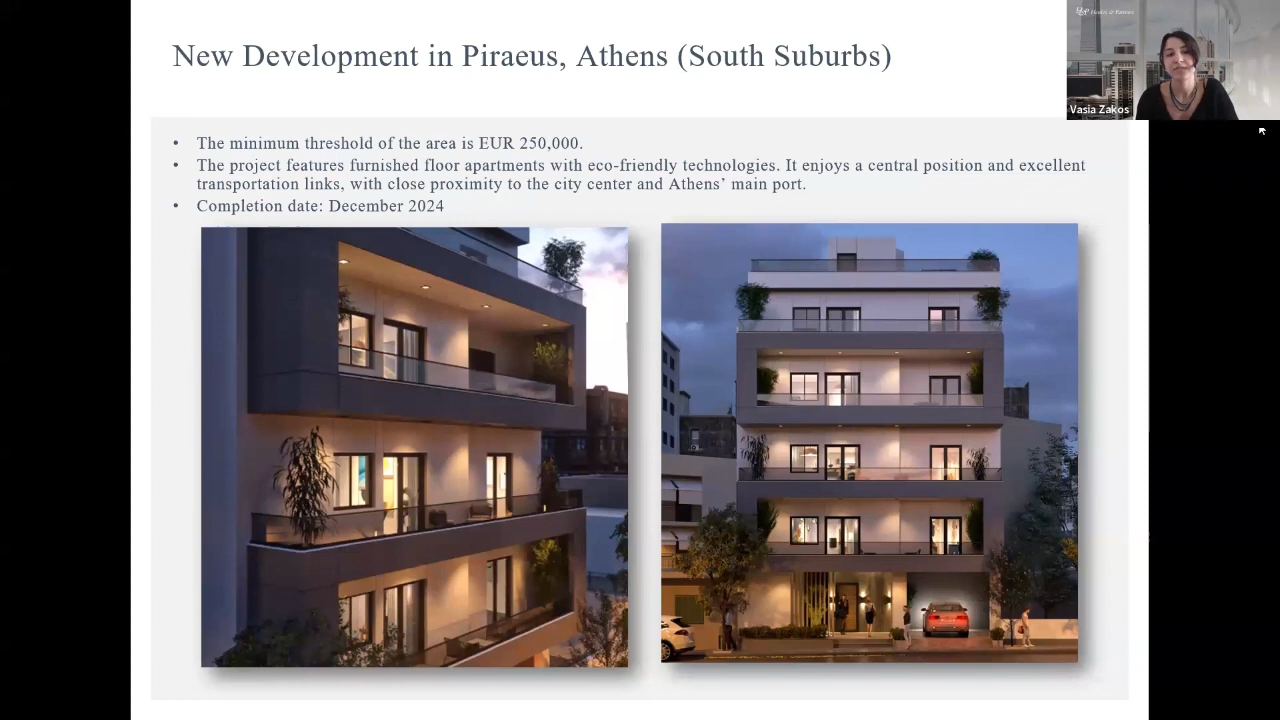 New Development in Piraeus, Athens (South Suburbs)
Henley & Partners
Vasia Zakos
• The minimum threshold of the area is EUR 250,000.
• The project features furnished floor apartments with eco-friendly technologies. It enjoys a central position and excellent
transportation links, with close proximity to the city center and Athens’ main port.
• Completion date: December 2024